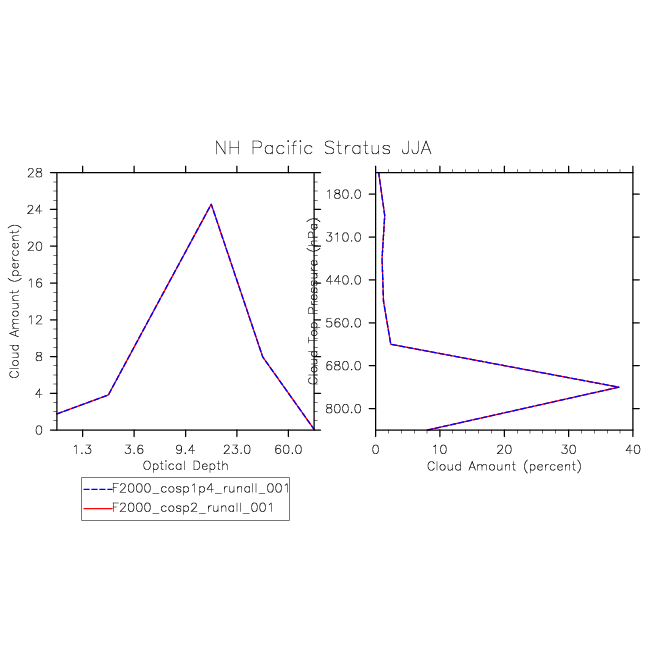 NH Pacific Stratus JJA
28
24
20
16
12
8
4
0
Cloud Amount (percent)
1.3 3.6 9.4 23.0 60.0
Optical Depth
Cloud Top Pressure (hPa)
180.0
310.0
440.0
560.0
680.0
800.0
0 10 20 30 40
Cloud Amount (percent)
F2000_cosp1p4_runall_001
F2000_cosp2_runall_001